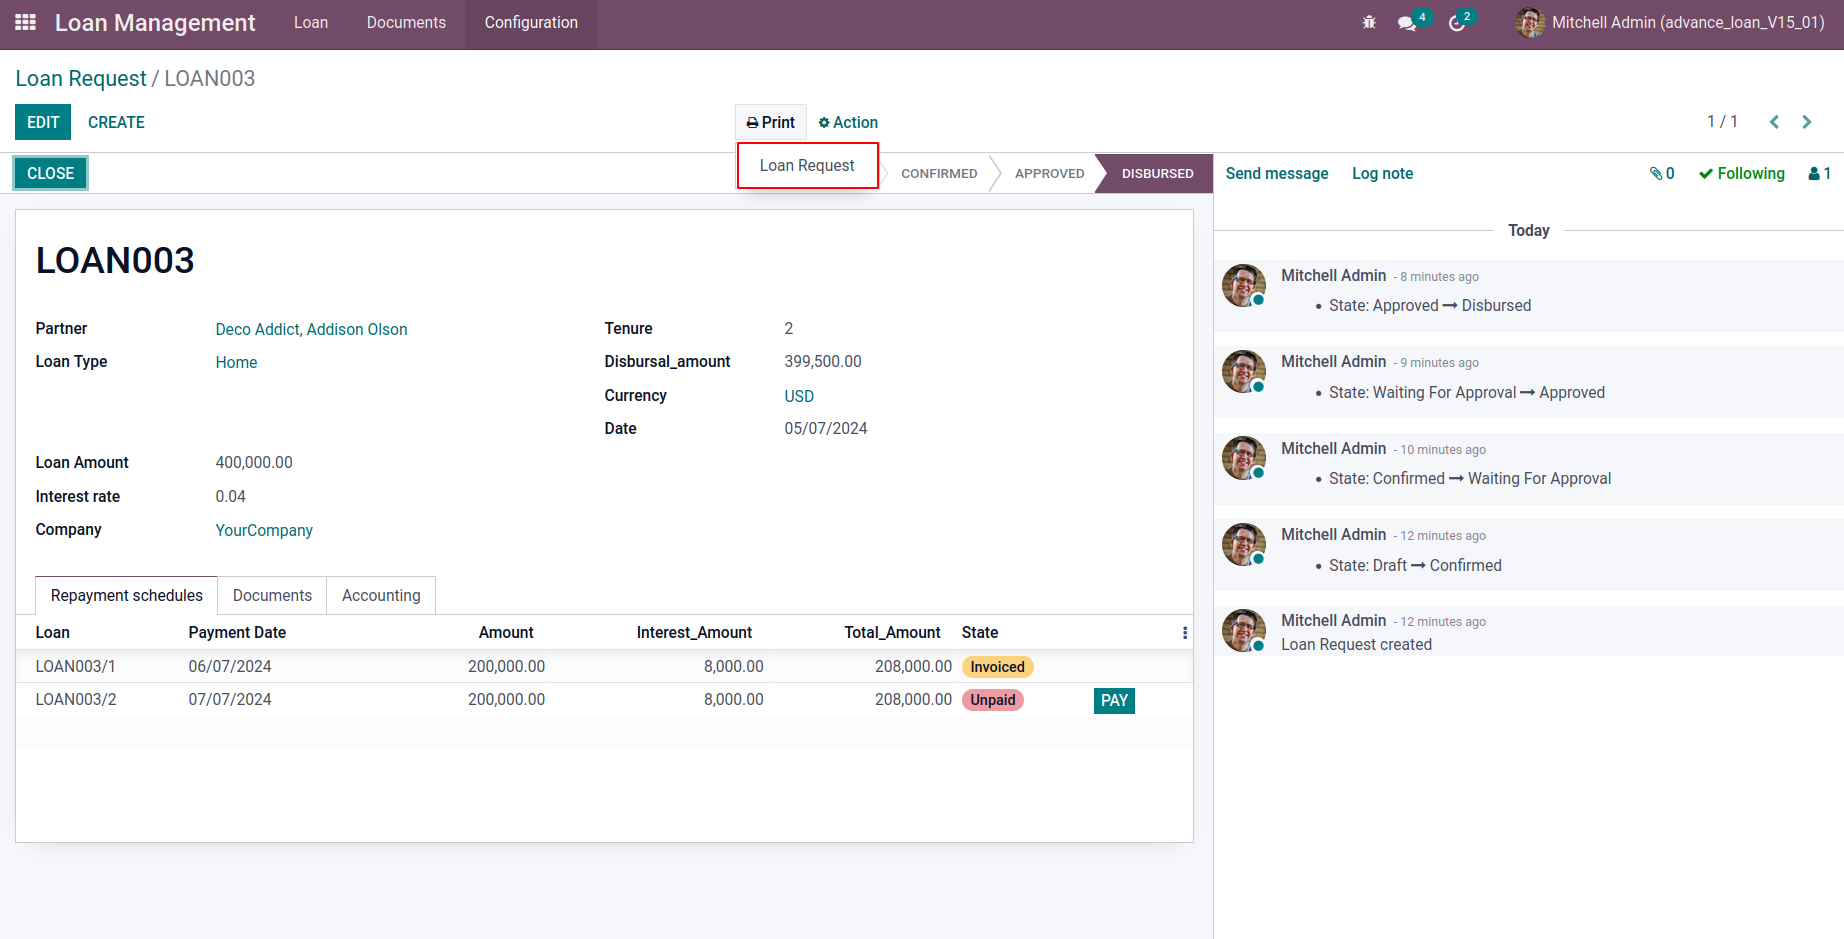 Loan Management Loan Documents Configuration 4 2 Mitchell Admin (advance_loan_V15_01)
Loan Request / LOAN003
EDIT CREATE Print Action 1 / 1
CLOSE Loan Request CONFIRMED APPROVED DISBURSED Send message Log note 0 Following 1
Today
LOAN003
Partner Deco Addict, Addison Olson
Loan Type Home
Tenure 2
Disbursal_amount 399,500.00
Currency USD
Date 05/07/2024
Loan Amount 400,000.00
Interest rate 0.04
Company YourCompany
Repayment schedules Documents Accounting
Loan Payment Date Amount Interest_Amount Total_Amount State
LOAN003/1 06/07/2024 200,000.00 8,000.00 208,000.00 Invoiced
LOAN003/2 07/07/2024 200,000.00 8,000.00 208,000.00 Unpaid PAY
Mitchell Admin - 8 minutes ago
• State: Approved → Disbursed
Mitchell Admin - 9 minutes ago
• State: Waiting For Approval → Approved
Mitchell Admin - 10 minutes ago
• State: Confirmed → Waiting For Approval
Mitchell Admin - 12 minutes ago
• State: Draft → Confirmed
Mitchell Admin - 12 minutes ago
Loan Request created